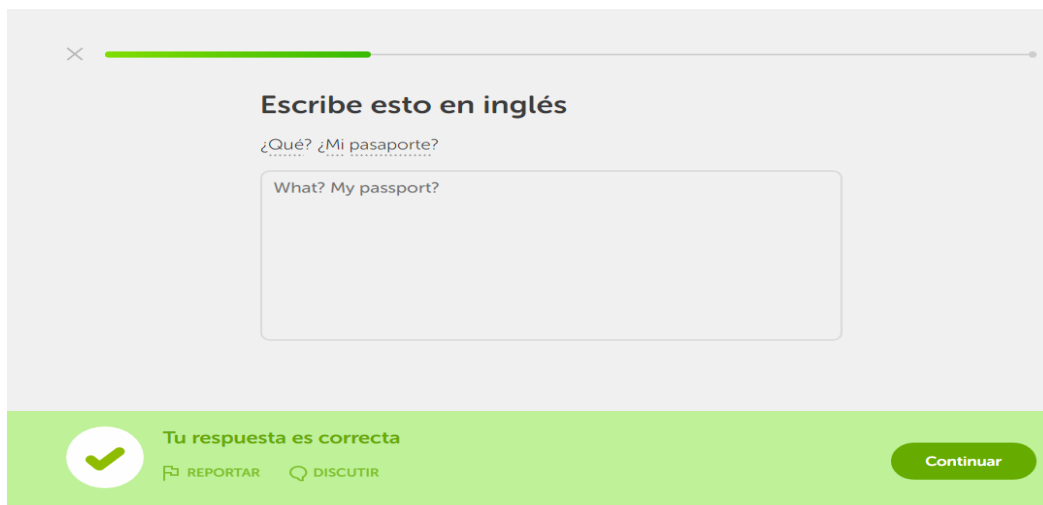 Escribe esto en inglés
¿Qué? ¿Mi pasaporte?
What? My passport?
Tu respuesta es correcta
REPORTAR DISCUTIR
Continuar